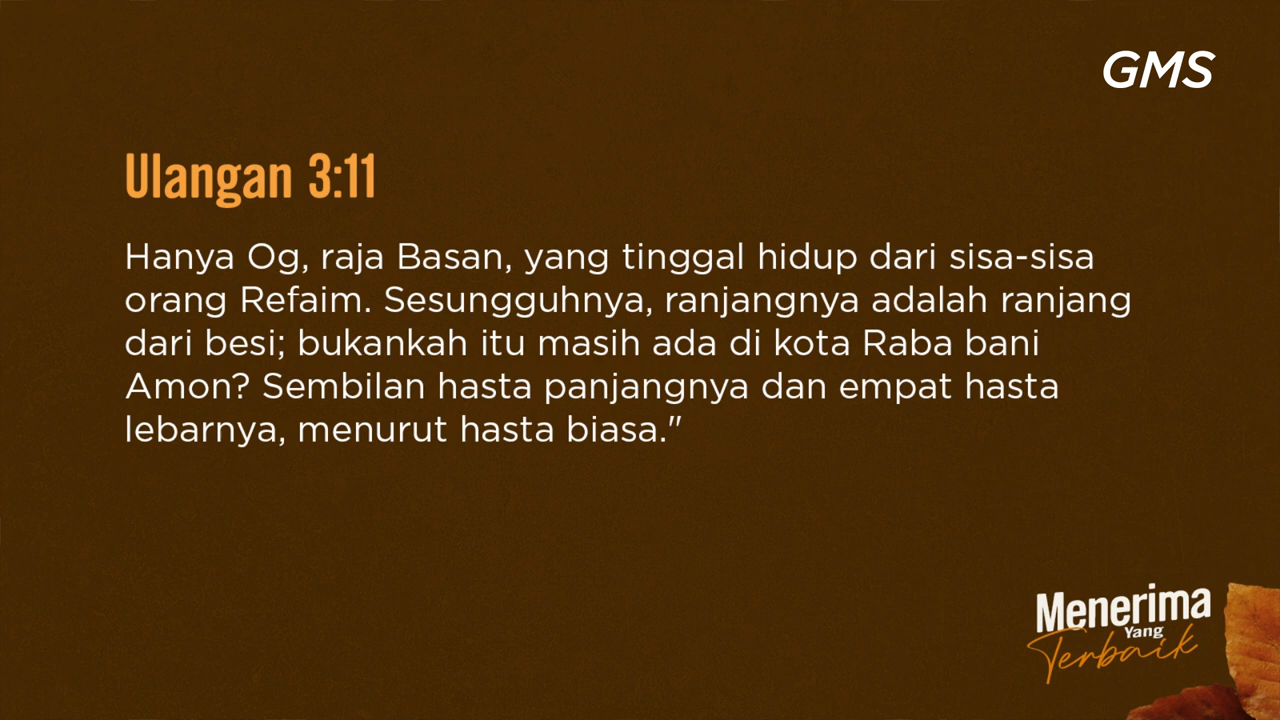 GMS
Ulangan 3:11
Hanya Og, raja Basan, yang tinggal hidup dari sisa-sisa
orang Refaim. Sesungguhnya, ranjangnya adalah ranjang
dari besi; bukankah itu masih ada di kota Raba bani
Amon? Sembilan hasta panjangnya dan empat hasta
lebarnya, menurut hasta biasa."
Menerima
Yang
Terbaik